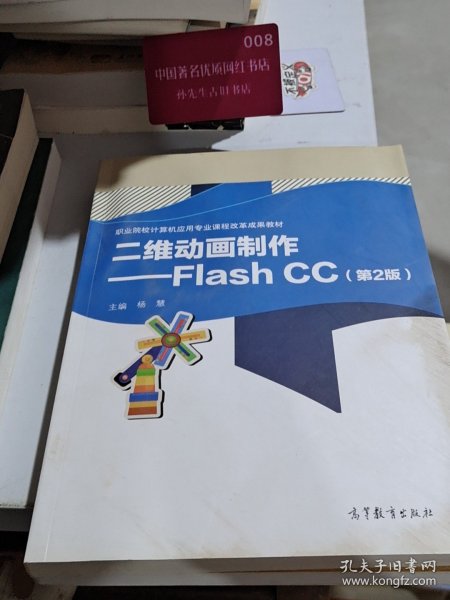 008
中国著名优质网红书店
孙先生古旧书店
职业院校计算机应用专业课程改革成果教材
二维动画制作
——Flash CC（第2版）
主编 杨 慧
高等教育出版社
孔夫子旧书网
www.kongfz.com